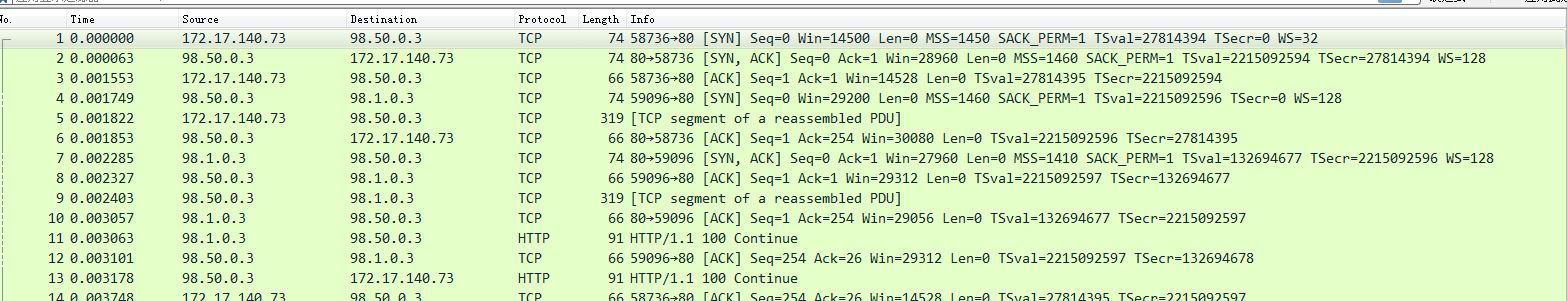 No. Time Source Destination Protocol Length Info
1 0.000000 172.17.140.73 98.50.0.3 TCP 74 58736→80 [SYN] Seq=0 Win=14500 Len=0 MSS=1450 SACK_PERM=1 TSval=27814394 TSecr=0 WS=32
2 0.000063 98.50.0.3 172.17.140.73 TCP 74 80→58736 [SYN, ACK] Seq=0 Ack=1 Win=28960 Len=0 MSS=1460 SACK_PERM=1 TSval=2215092594 TSecr=27814394 WS=128
3 0.001553 172.17.140.73 98.50.0.3 TCP 66 58736→80 [ACK] Seq=1 Ack=1 Win=14528 Len=0 TSval=27814395 TSecr=2215092594
4 0.001749 98.50.0.3 98.1.0.3 TCP 74 59096→80 [SYN] Seq=0 Win=29200 Len=0 MSS=1460 SACK_PERM=1 TSval=2215092596 TSecr=0 WS=128
5 0.001822 172.17.140.73 98.50.0.3 TCP 319 [TCP segment of a reassembled PDU]
6 0.001853 98.50.0.3 172.17.140.73 TCP 66 80→58736 [ACK] Seq=1 Ack=254 Win=30080 Len=0 TSval=2215092596 TSecr=27814395
7 0.002285 98.1.0.3 98.50.0.3 TCP 74 80→59096 [SYN, ACK] Seq=0 Ack=1 Win=27960 Len=0 MSS=1410 SACK_PERM=1 TSval=132694677 TSecr=2215092596 WS=128
8 0.002327 98.50.0.3 98.1.0.3 TCP 66 59096→80 [ACK] Seq=1 Ack=1 Win=29312 Len=0 TSval=2215092597 TSecr=132694677
9 0.002403 98.50.0.3 98.1.0.3 TCP 319 [TCP segment of a reassembled PDU]
10 0.003057 98.1.0.3 98.50.0.3 TCP 66 80→59096 [ACK] Seq=1 Ack=254 Win=29056 Len=0 TSval=132694677 TSecr=2215092597
11 0.003063 98.1.0.3 98.50.0.3 HTTP 91 HTTP/1.1 100 Continue
12 0.003101 98.50.0.3 98.1.0.3 TCP 66 59096→80 [ACK] Seq=254 Ack=26 Win=29312 Len=0 TSval=2215092597 TSecr=132694678
13 0.003178 98.50.0.3 172.17.140.73 HTTP 91 HTTP/1.1 100 Continue
14 0.003748 172.17.140.73 98.50.0.3 TCP 66 58736→80 [ACK] Seq=254 Ack=26 Win=14528 Len=0 TSval=27814395 TSecr=2215092597